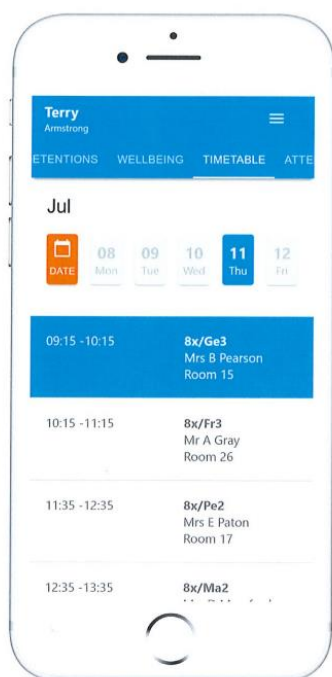 Terry
Armstrong
ETENTIONS WELLBEING TIMETABLE ATTE
Jul
DATE
08 Mon
09 Tue
10 Wed
11 Thu
12 Fri
09:15 -10:15
8x/Ge3
Mrs B Pearson
Room 15
10:15 -11:15
8x/Fr3
Mr A Gray
Room 26
11:35 -12:35
8x/Pe2
Mrs E Paton
Room 17
12:35 -13:35
8x/Ma2